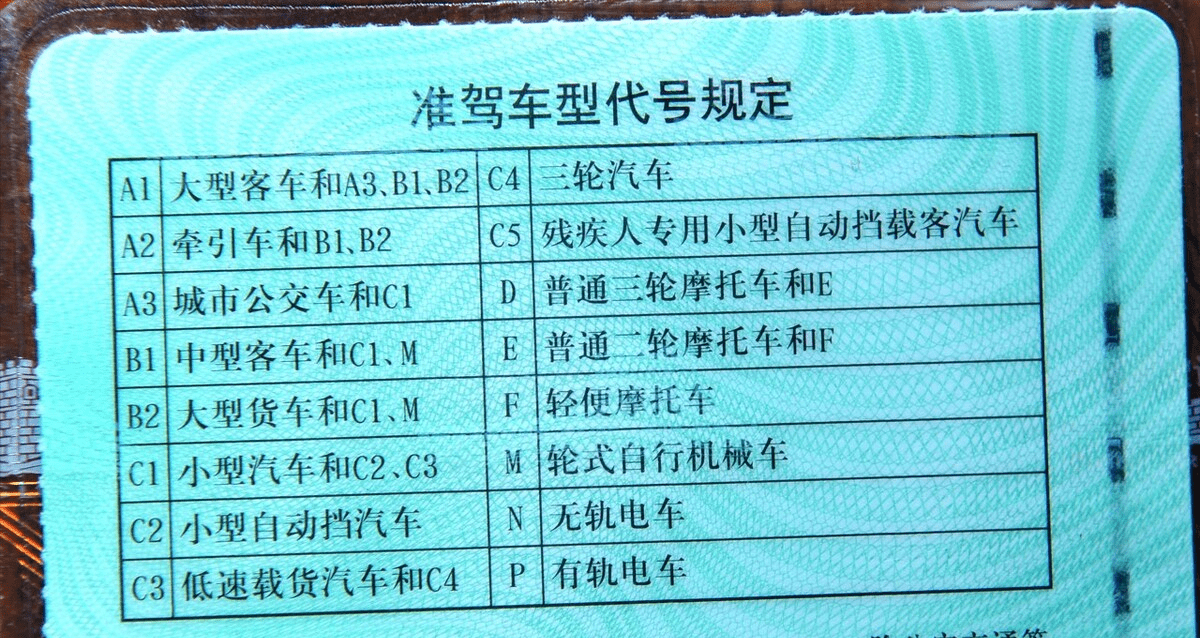 准驾车型代号规定
A1 大型客车和A3、B1、B2 C4 三轮汽车
A2 牵引车和B1、B2 C5 残疾人专用小型自动挡载客汽车
A3 城市公交车和C1 D 普通三轮摩托车和E
B1 中型客车和C1、M E 普通二轮摩托车和F
B2 大型货车和C1、M F 轻便摩托车
C1 小型汽车和C2、C3 M 轮式自行机械车
C2 小型自动挡汽车 N 无轨电车
C3 低速载货汽车和C4 P 有轨电车